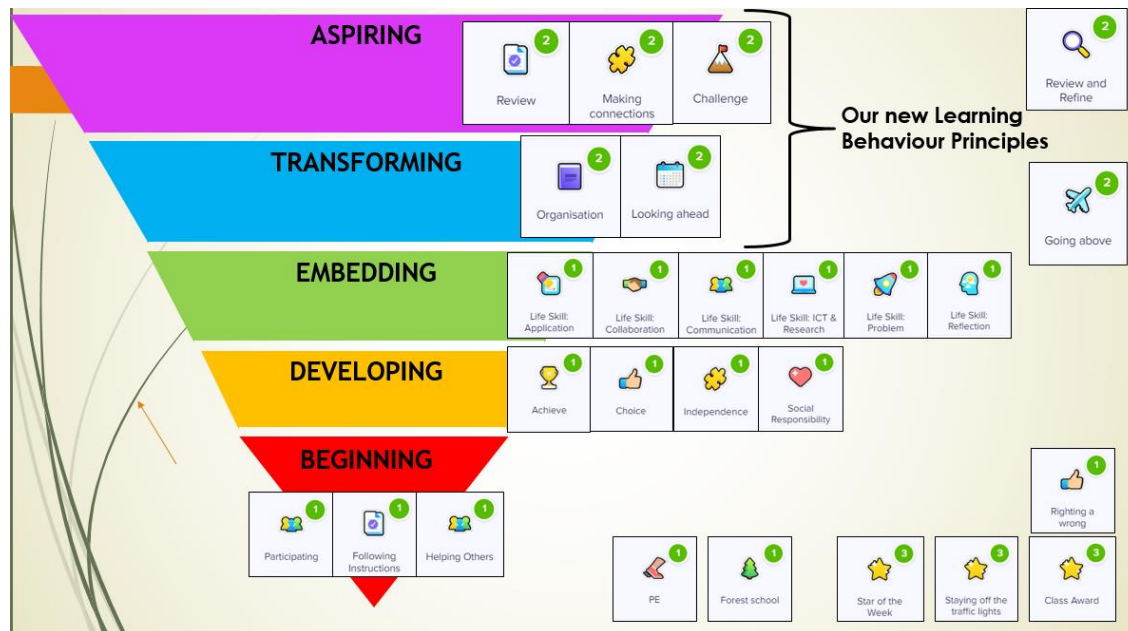 ASPIRING
2
Review
2
Making
connections
2
Challenge
2
Review and
Refine
Our new Learning
Behaviour Principles
TRANSFORMING
2
Organisation
2
Looking ahead
2
Going above
EMBEDDING
1
Life Skill:
Application
1
Life Skill:
Collaboration
1
Life Skill:
Communication
1
Life Skill: ICT &
Research
1
Life Skill:
Problem
1
Life Skill:
Reflection
DEVELOPING
1
Achieve
1
Choice
1
Independence
1
Social
Responsibility
BEGINNING
1
Participating
1
Following
Instructions
1
Helping Others
1
Righting a
wrong
1
PE
1
Forest school
3
Star of the
Week
3
Staying off the
traffic lights
3
Class Award